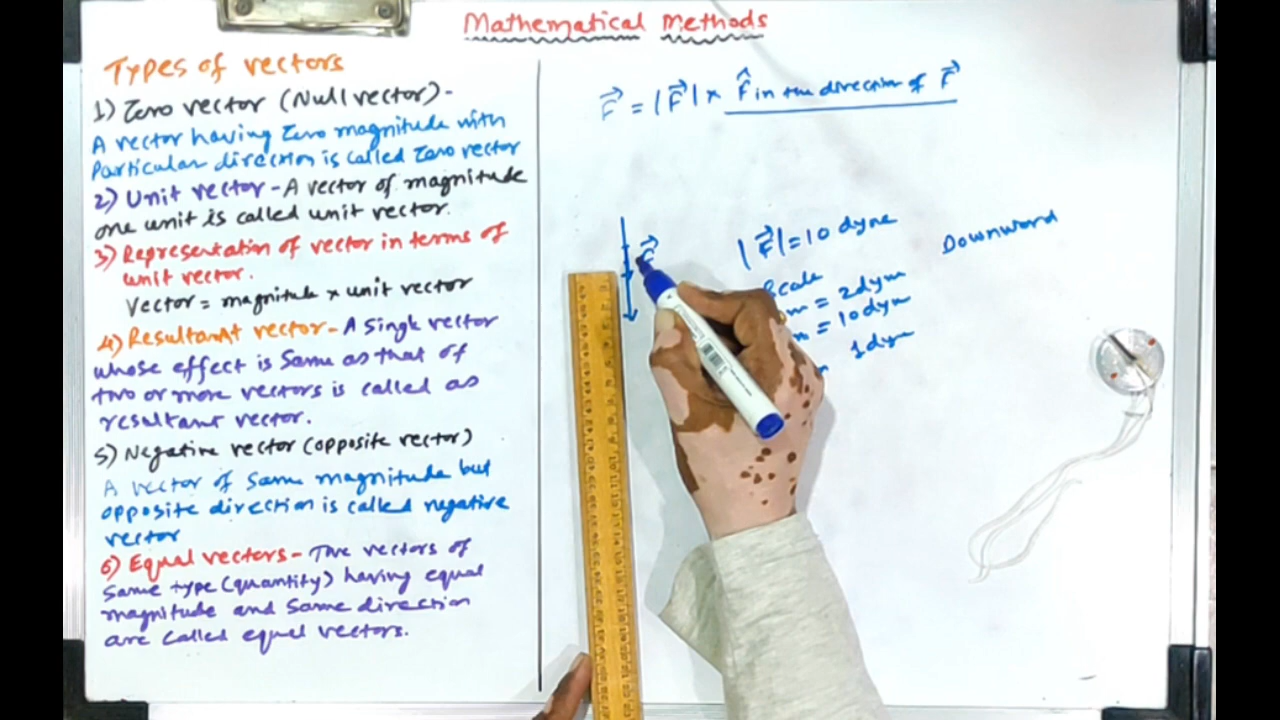 Mathematical Methods
Types of vectors
1) Zero vector (Null vector)-
A vector having Zero magnitude with
Particular direction is called Zero vector
2) Unit vector - A vector of magnitude
one unit is called unit vector.
3) Representation of vector in terms of
unit vector.
Vector = magnitude × unit vector
4) Resultant vector - A Single vector
whose effect is Same as that of
two or more vectors is called as
resultant vector.
5) Negative vector (opposite vector)
A vector of Same magnitude but
opposite direction is called negative
vector
6) Equal vectors - The vectors of
Same type (quantity) having equal
magnitude and Same direction
are called equal vectors.
F⃗ = |F⃗| × F̂ in the direction of F⃗
|F⃗| = 10 dyne
Downword
Scale
m = 2dyn
m = 10dyn
1dyn